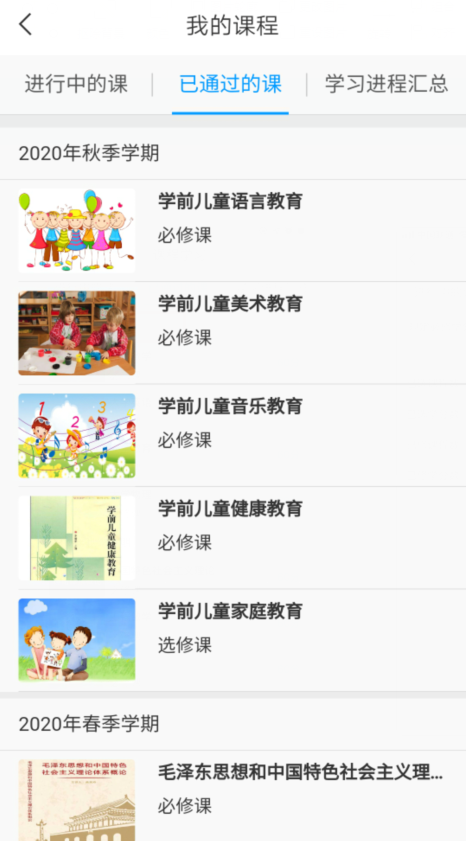 我的课程
进行中的课
已通过的课
学习进程汇总
2020年秋季学期
学前儿童语言教育
必修课
学前儿童美术教育
必修课
1 2 3
学前儿童音乐教育
必修课
学前儿童健康教育
学前儿童健康教育
必修课
学前儿童家庭教育
选修课
2020年春季学期
毛泽东思想和中国特色
社会主义理论体系概论
毛泽东思想和中国特色社会主义理...
必修课